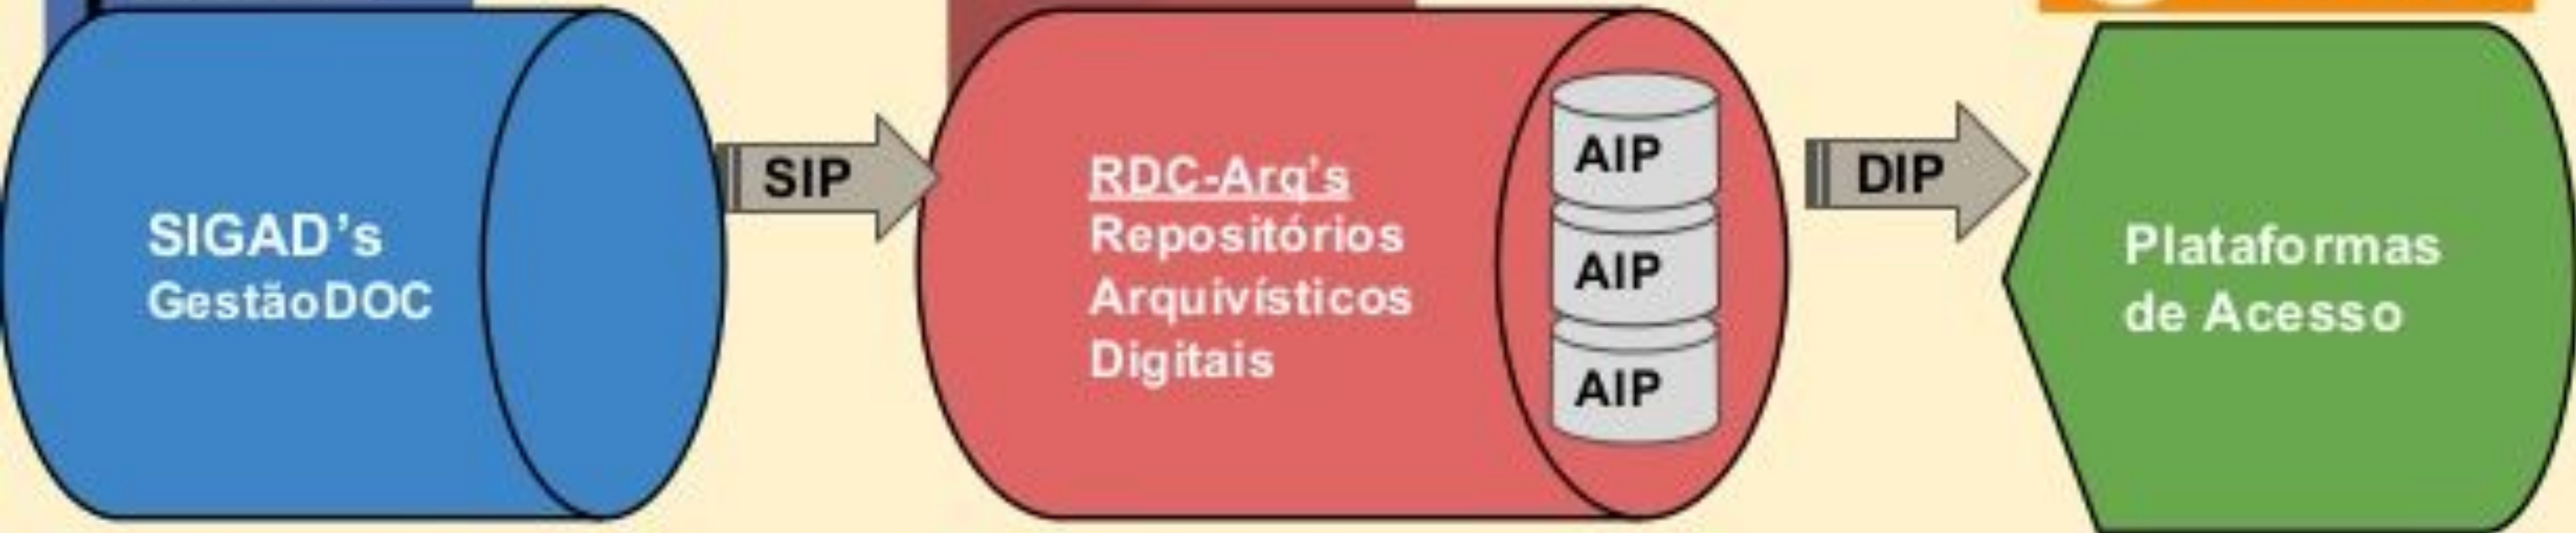 SIGAD's
GestãoDOC
SIP
RDC-Arq's
Repositórios
Arquivísticos
Digitais
AIP
AIP
AIP
DIP
Plataformas
de Acesso